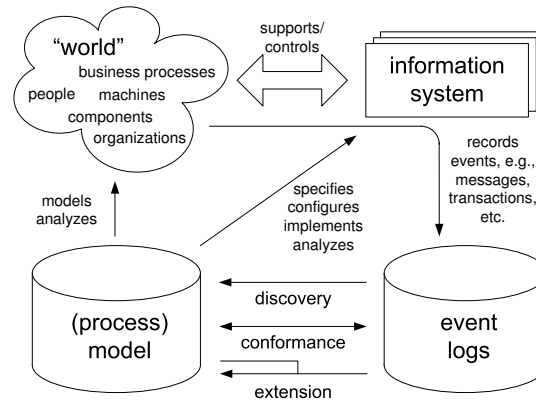 “world”
business processes
people machines
components
organizations
supports/
controls
information
system
records
events, e.g.,
messages,
transactions,
etc.
models
analyzes
specifies
configures
implements
analyzes
(process)
model
discovery
conformance
extension
event
logs